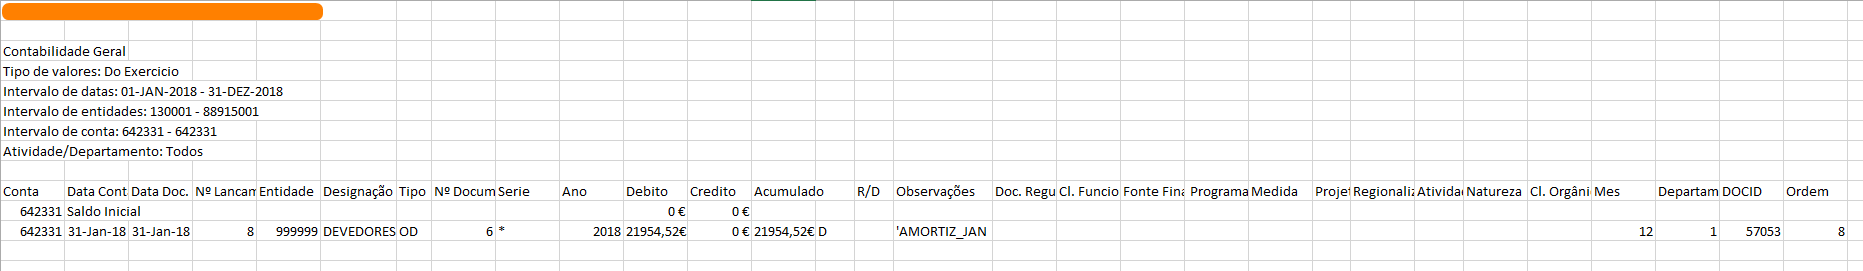 Contabilidade Geral
Tipo de valores: Do Exercicio
Intervalo de datas: 01-JAN-2018 - 31-DEZ-2018
Intervalo de entidades: 130001 - 88915001
Intervalo de conta: 642331 - 642331
Atividade/Departamento: Todos
Conta Data Cont Data Doc. Nº Lancam Entidade Designação Tipo Nº Docum Serie Ano Debito Credito Acumulado R/D Observações Doc. Regu Cl. Funcio Fonte Fina Programa Medida Projet Regionaliz Atividad Natureza Cl. Orgâni Mes Departam DOCID Ordem
642331 Saldo Inicial 0 € 0 €
642331 31-Jan-18 31-Jan-18 8 999999 DEVEDORES OD 6 * 2018 21954,52€ 0 € 21954,52€ D 'AMORTIZ_JAN 12 1 57053 8